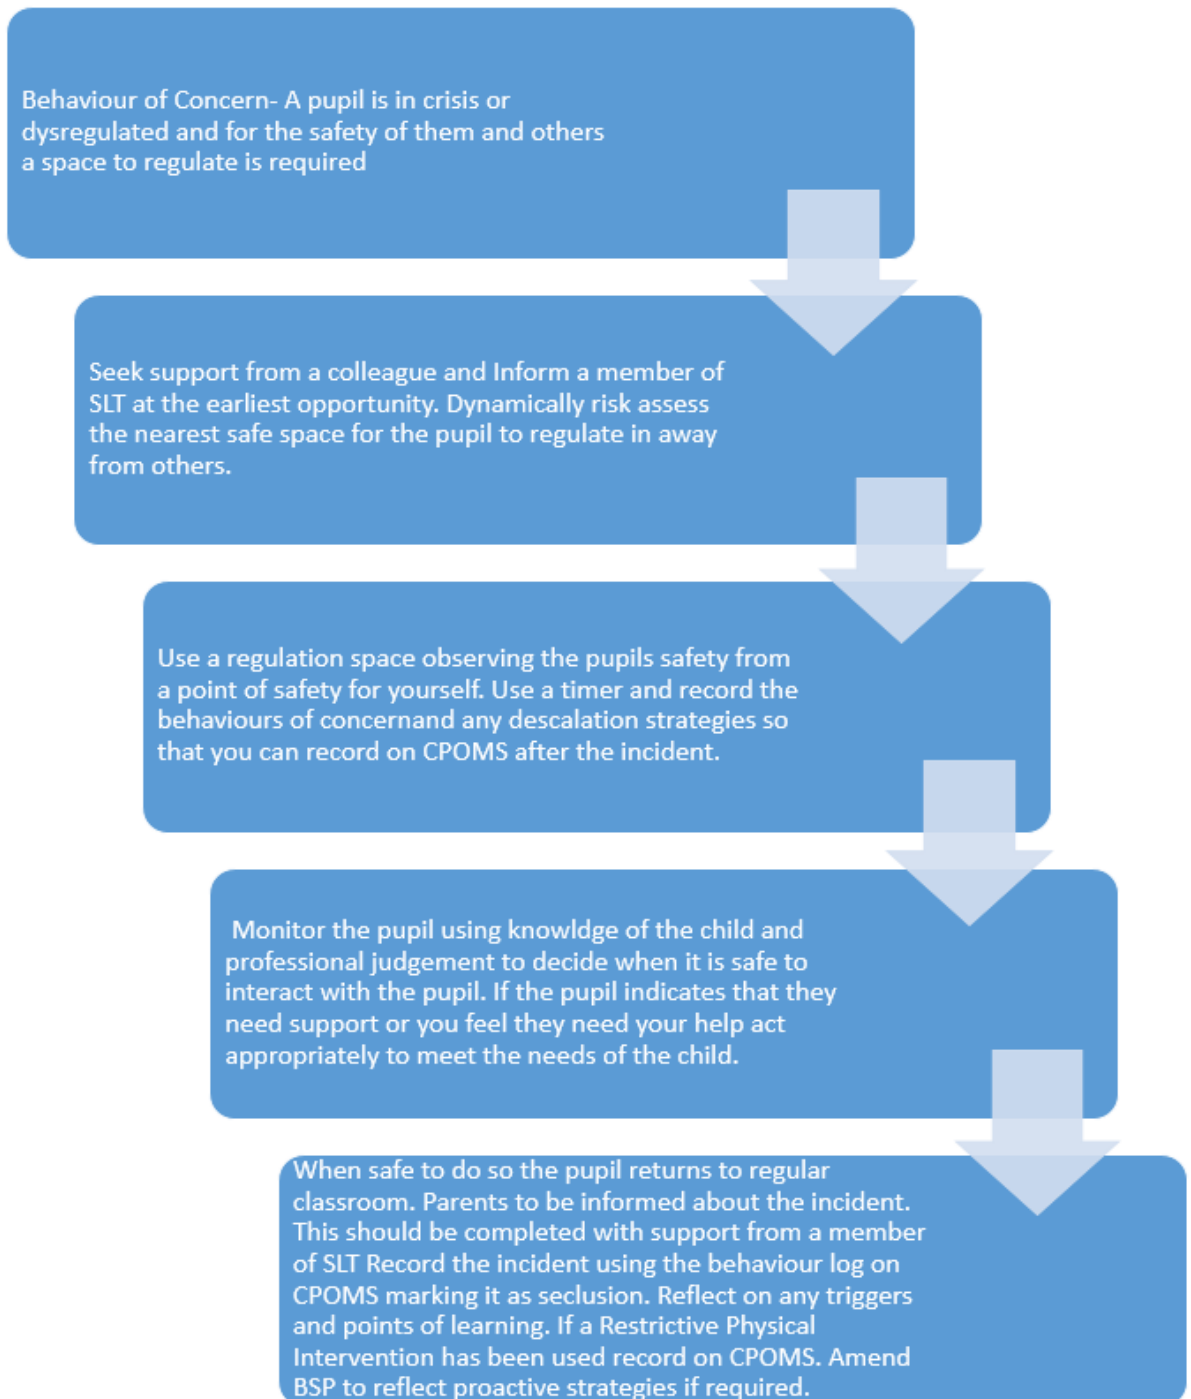 Behaviour of Concern- A pupil is in crisis or
dysregulated and for the safety of them and others
a space to regulate is required
Seek support from a colleague and Inform a member of
SLT at the earliest opportunity. Dynamically risk assess
the nearest safe space for the pupil to regulate in away
from others.
Use a regulation space observing the pupils safety from
a point of safety for yourself. Use a timer and record the
behaviours of concernand any descalation strategies so
that you can record on CPOMS after the incident.
Monitor the pupil using knowldge of the child and
professional judgement to decide when it is safe to
interact with the pupil. If the pupil indicates that they
need support or you feel they need your help act
appropriately to meet the needs of the child.
When safe to do so the pupil returns to regular
classroom. Parents to be informed about the incident.
This should be completed with support from a member
of SLT Record the incident using the behaviour log on
CPOMS marking it as seclusion. Reflect on any triggers
and points of learning. If a Restrictive Physical
Intervention has been used record on CPOMS. Amend
BSP to reflect proactive strategies if required.